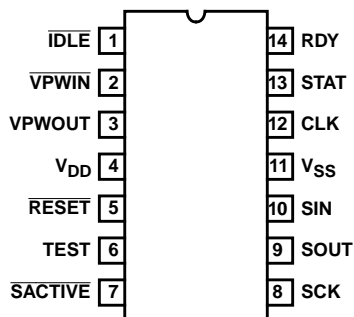 IDLE 1 14 RDY
VPWIN 2 13 STAT
VPWOUT 3 12 CLK
VDD 4 11 VSS
RESET 5 10 SIN
TEST 6 9 SOUT
SACTIVE 7 8 SCK